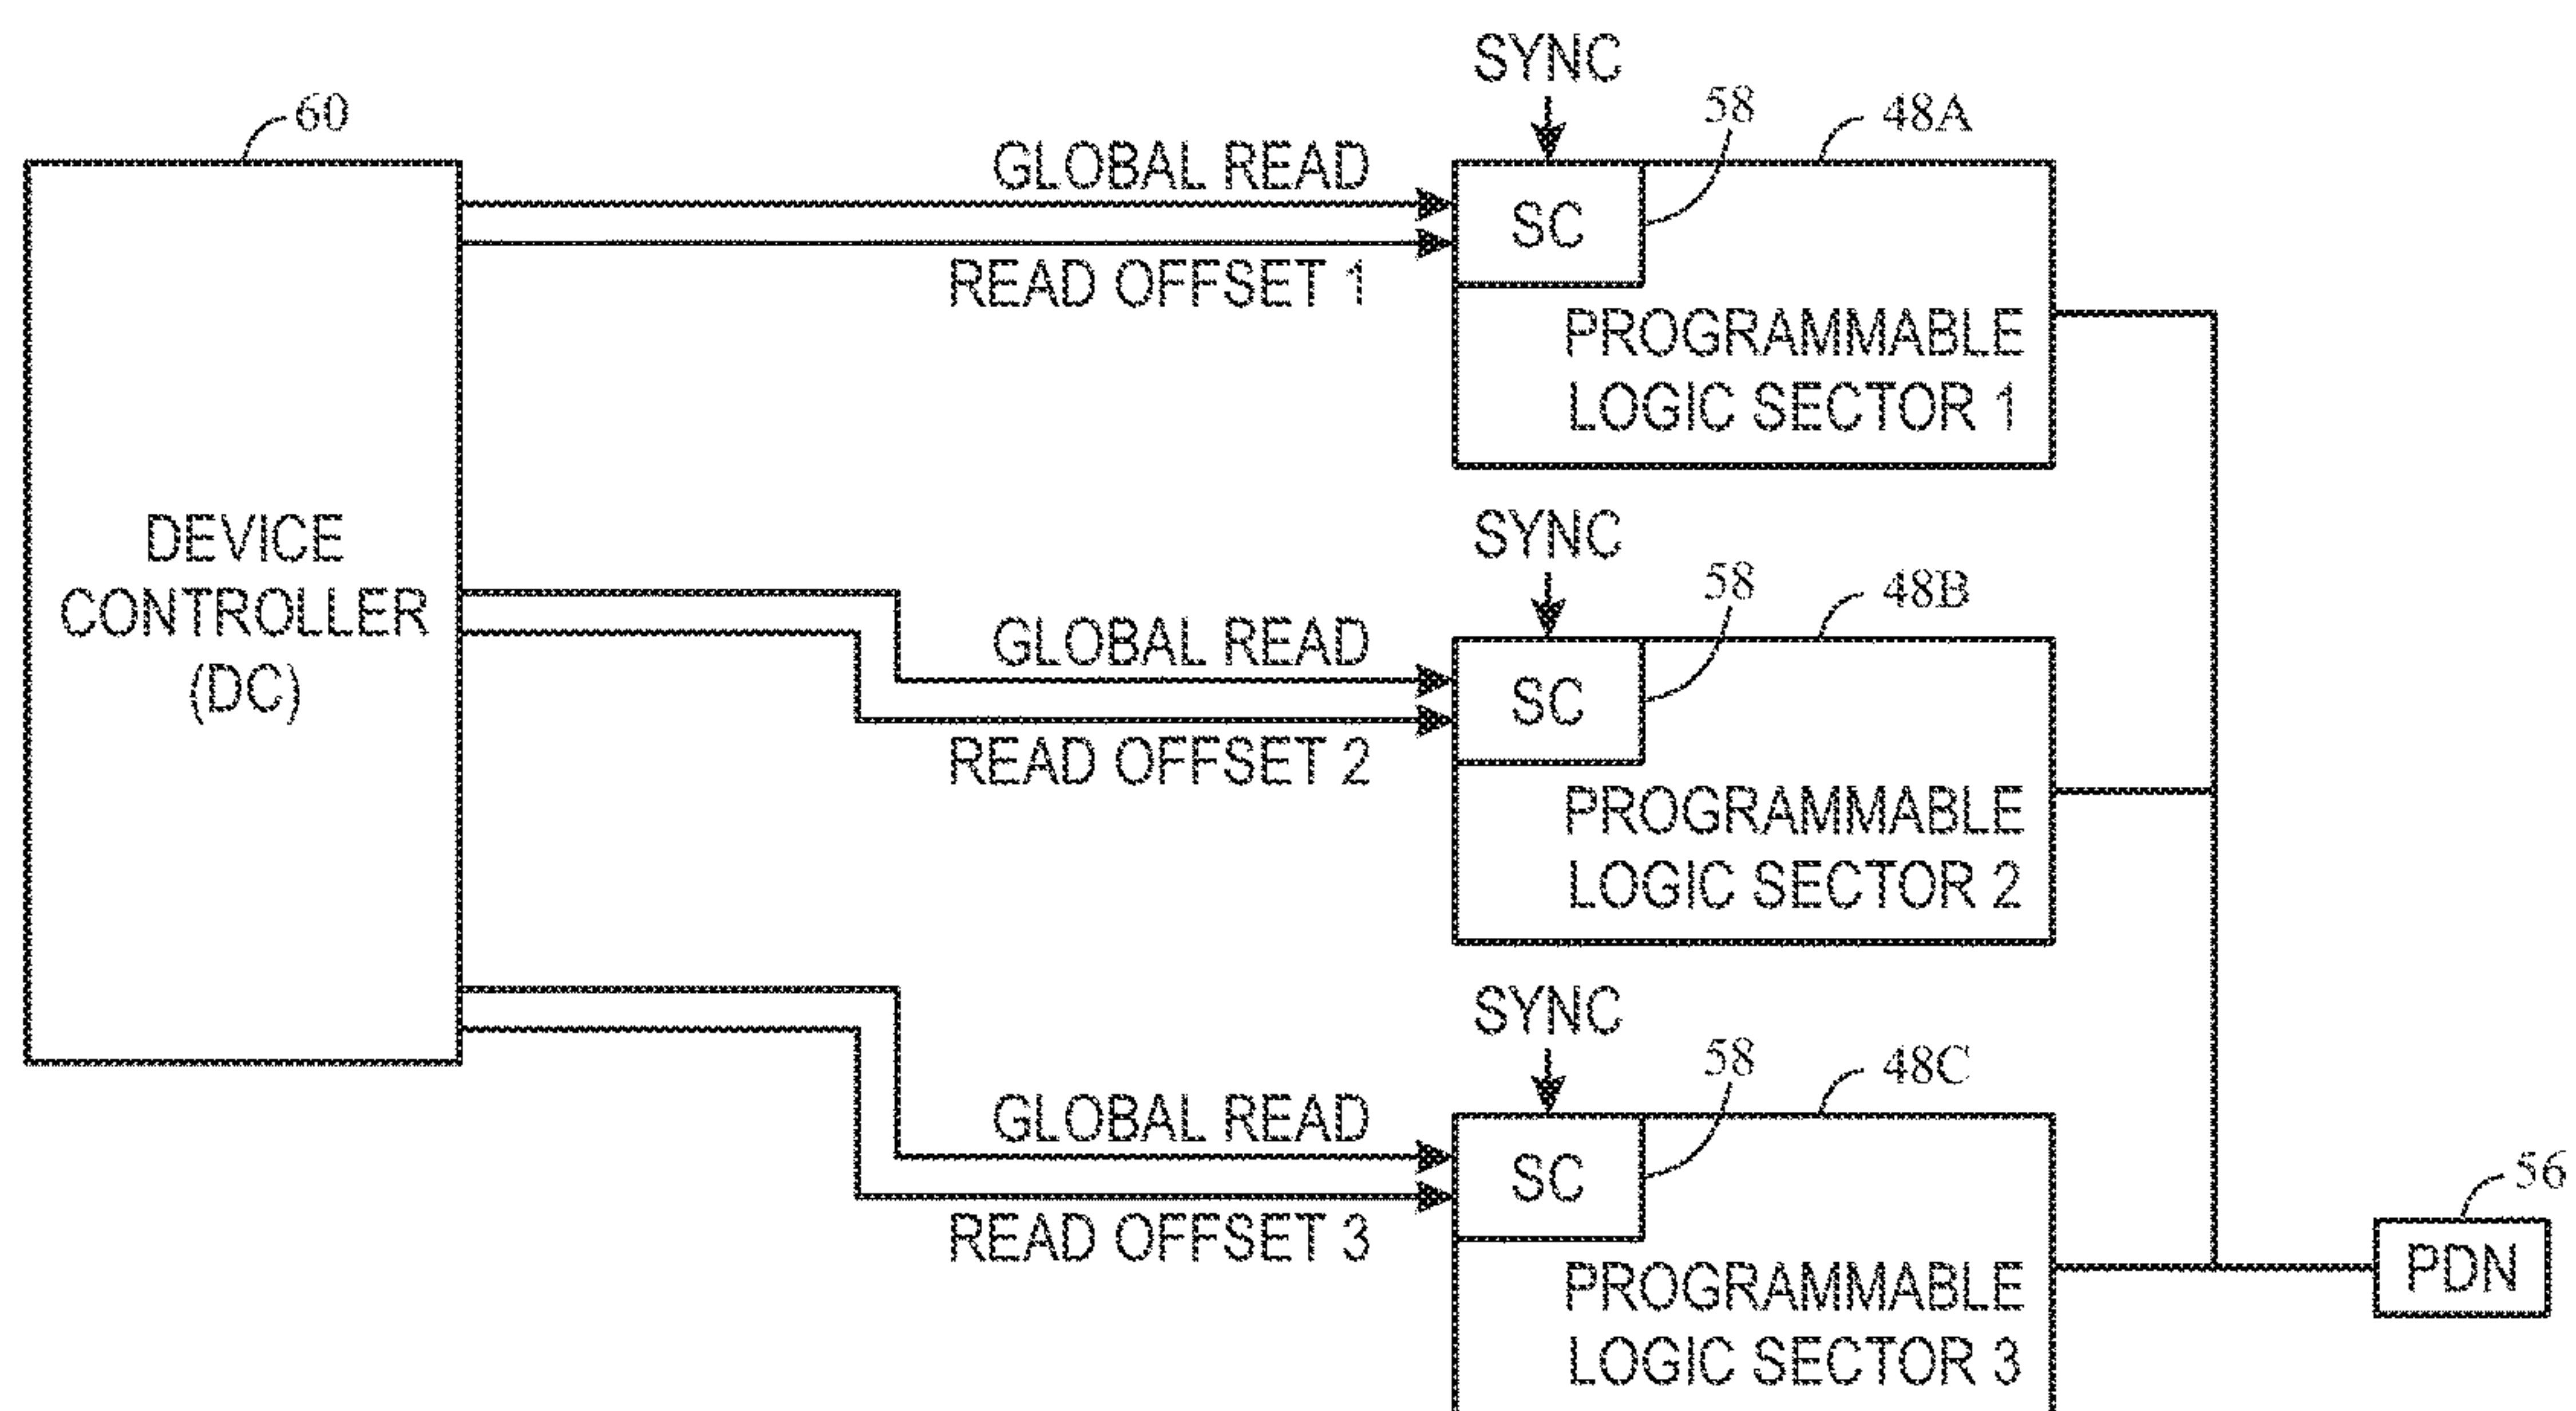 60
DEVICE
CONTROLLER
(DC)
SYNC
58
48A
GLOBAL READ
READ OFFSET 1
SC
PROGRAMMABLE
LOGIC SECTOR 1
SYNC
58
48B
GLOBAL READ
READ OFFSET 2
SC
PROGRAMMABLE
LOGIC SECTOR 2
SYNC
58
48C
GLOBAL READ
READ OFFSET 3
SC
PROGRAMMABLE
LOGIC SECTOR 3
56
PDN